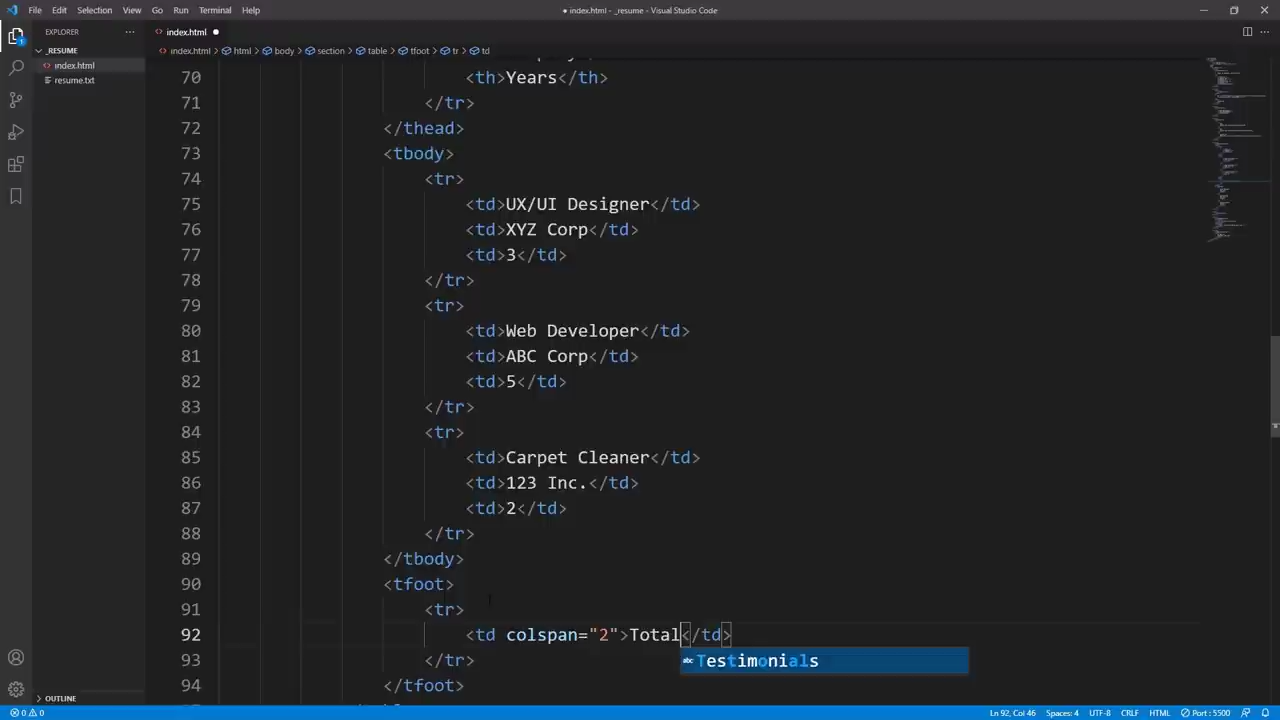 File Edit Selection View Go Run Terminal Help
● index.html - _resume - Visual Studio Code
EXPLORER
index.html
_RESUME
index.html
resume.txt
index.html > html > body > section > table > tfoot > tr > td
70 <th>Years</th>
71 </tr>
72 </thead>
73 <tbody>
74 <tr>
75 <td>UX/UI Designer</td>
76 <td>XYZ Corp</td>
77 <td>3</td>
78 </tr>
79 <tr>
80 <td>Web Developer</td>
81 <td>ABC Corp</td>
82 <td>5</td>
83 </tr>
84 <tr>
85 <td>Carpet Cleaner</td>
86 <td>123 Inc.</td>
87 <td>2</td>
88 </tr>
89 </tbody>
90 <tfoot>
91 <tr>
92 <td colspan="2">Total</td>
abc Testimonials
93 </tr>
94 </tfoot>
OUTLINE
0 0
Ln 92, Col 46 Spaces: 4 UTF-8 CRLF HTML Port : 5500